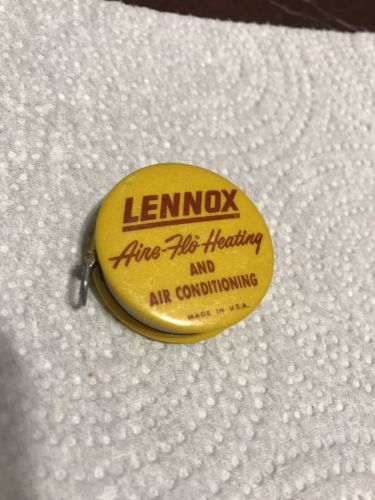 LENNOX
Aire-Flo Heating
AND
AIR CONDITIONING
MADE IN U.S.A.